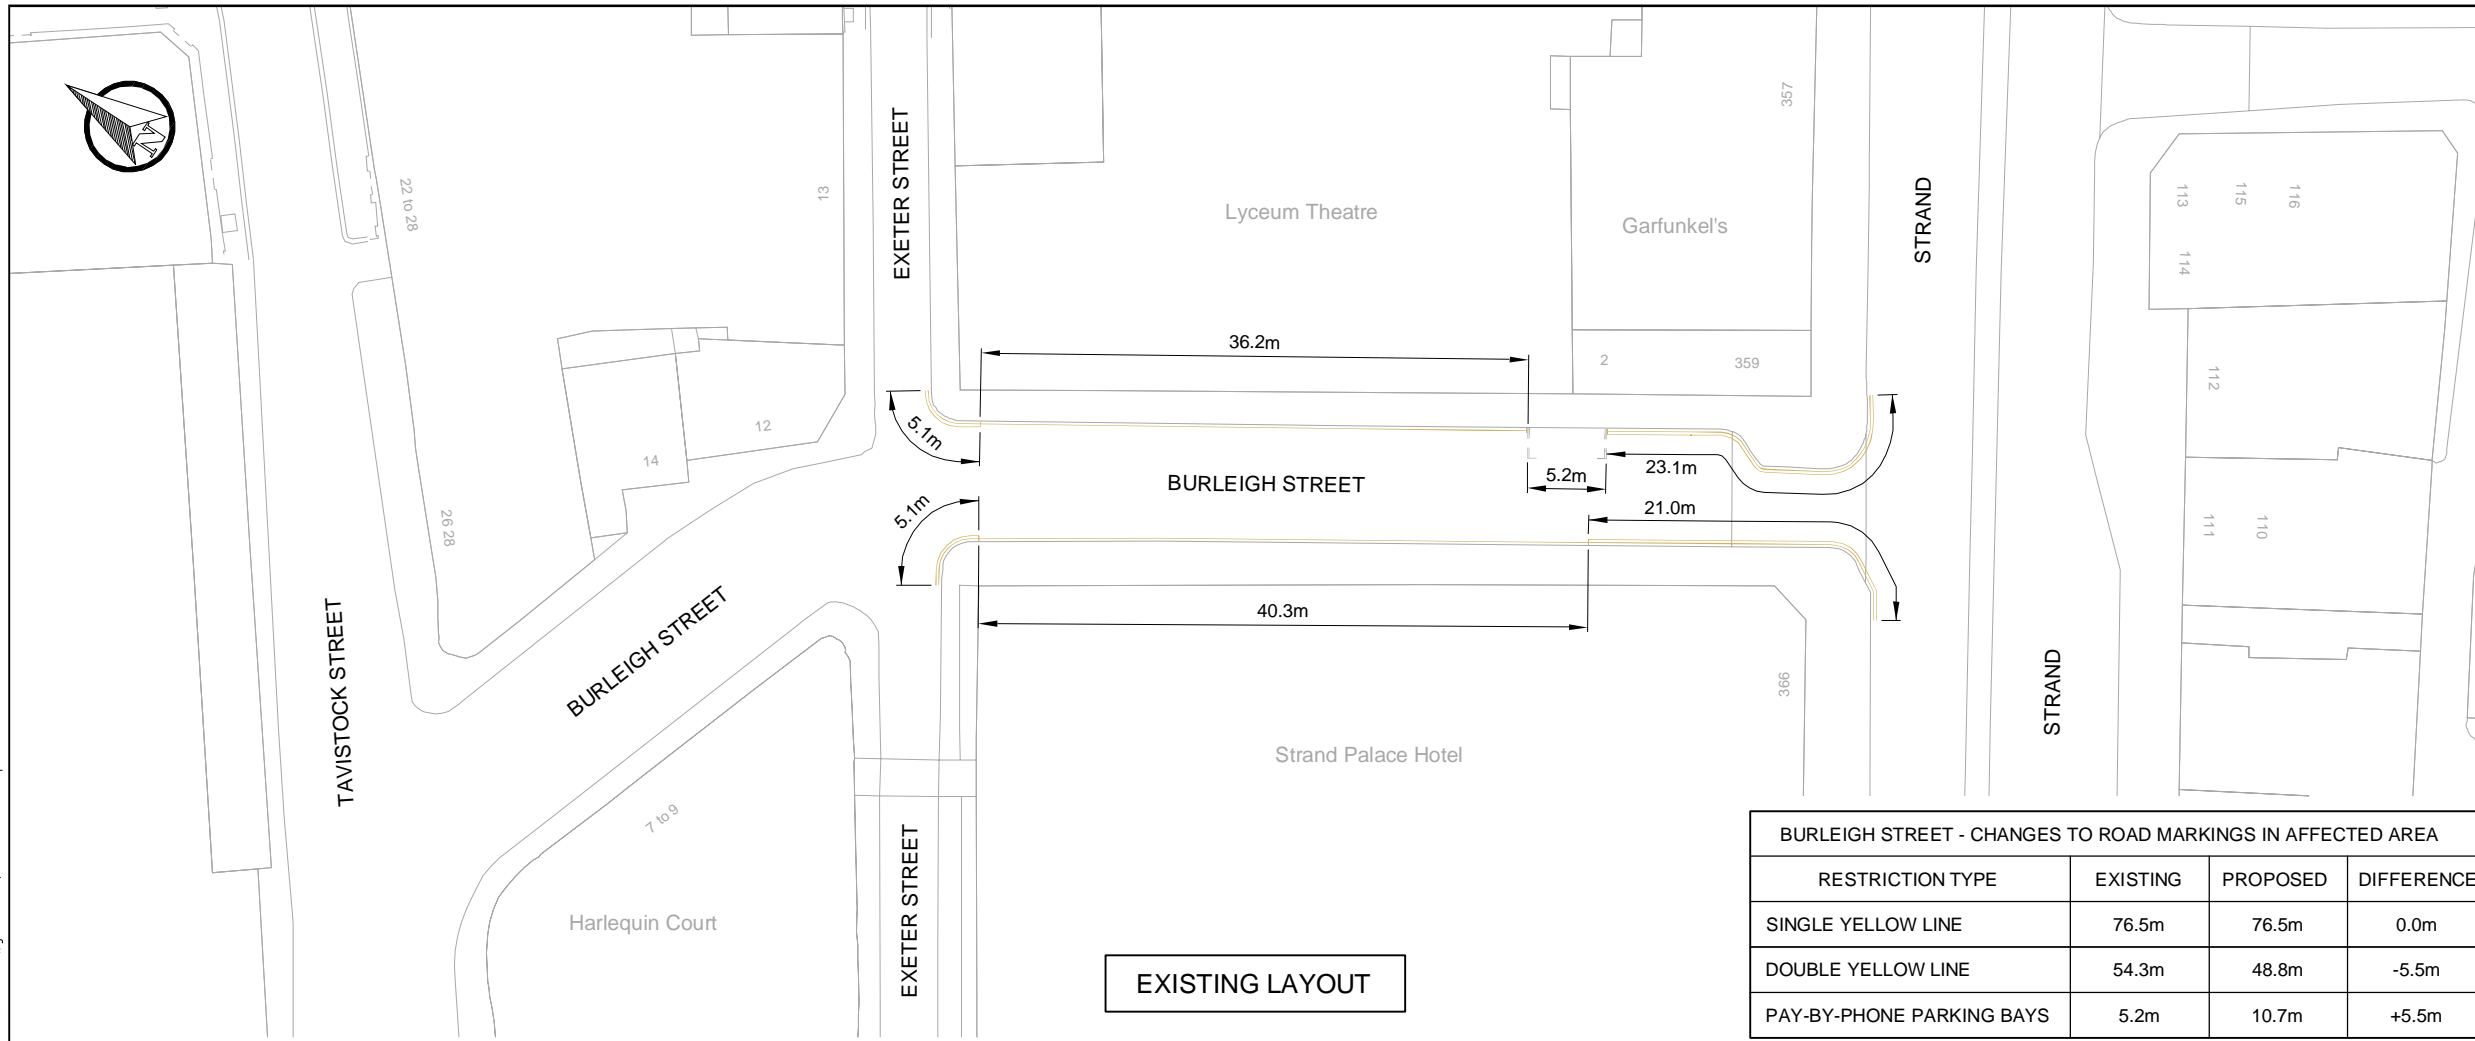 N
22 to 28
13
EXETER STREET
Lyceum Theatre
Garfunkel's
357
STRAND
113
115
116
114
36.2m
2
359
112
5.1m
12
14
BURLEIGH STREET
5.2m
23.1m
21.0m
5.1m
26 28
111
110
40.3m
TAVISTOCK STREET
BURLEIGH STREET
366
STRAND
Strand Palace Hotel
7 to 9
Harlequin Court
EXETER STREET
EXISTING LAYOUT
BURLEIGH STREET - CHANGES TO ROAD MARKINGS IN AFFECTED AREA
RESTRICTION TYPE EXISTING PROPOSED DIFFERENCE
SINGLE YELLOW LINE 76.5m 76.5m 0.0m
DOUBLE YELLOW LINE 54.3m 48.8m -5.5m
PAY-BY-PHONE PARKING BAYS 5.2m 10.7m +5.5m